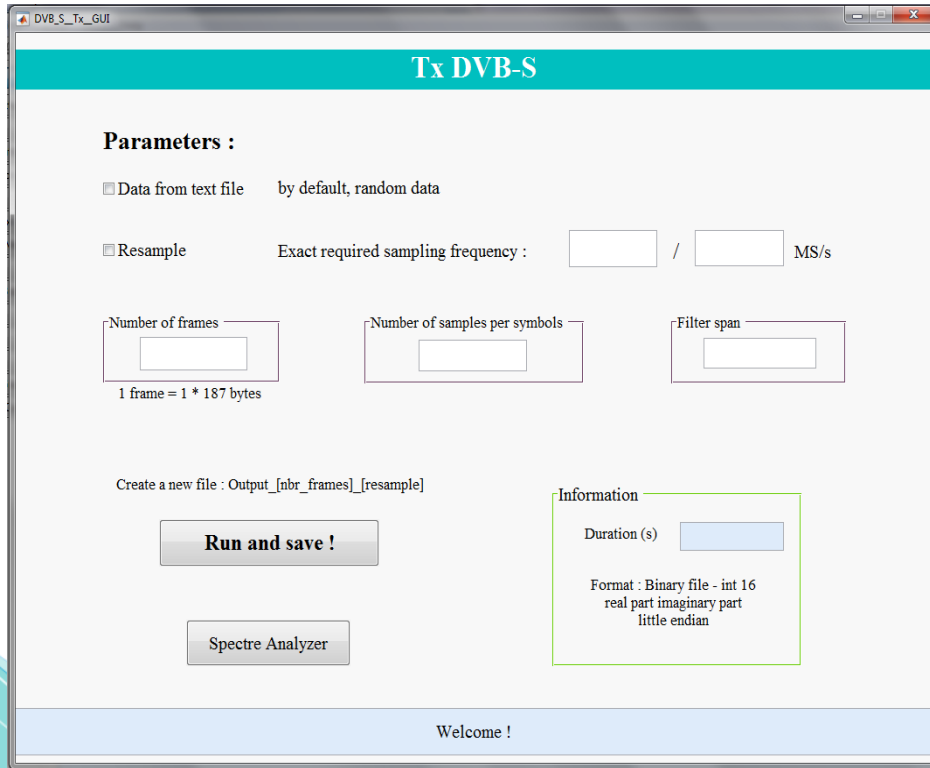 DVB_S__Tx__GUI
Tx DVB-S
Parameters :
Data from text file by default, random data
Resample Exact required sampling frequency : / MS/s
Number of frames Number of samples per symbols Filter span
1 frame = 1 * 187 bytes
Create a new file : Output_[nbr_frames]_[resample]
Run and save !
Spectre Analyzer
Information
Duration (s)
Format : Binary file - int 16
real part imaginary part
little endian
Welcome !